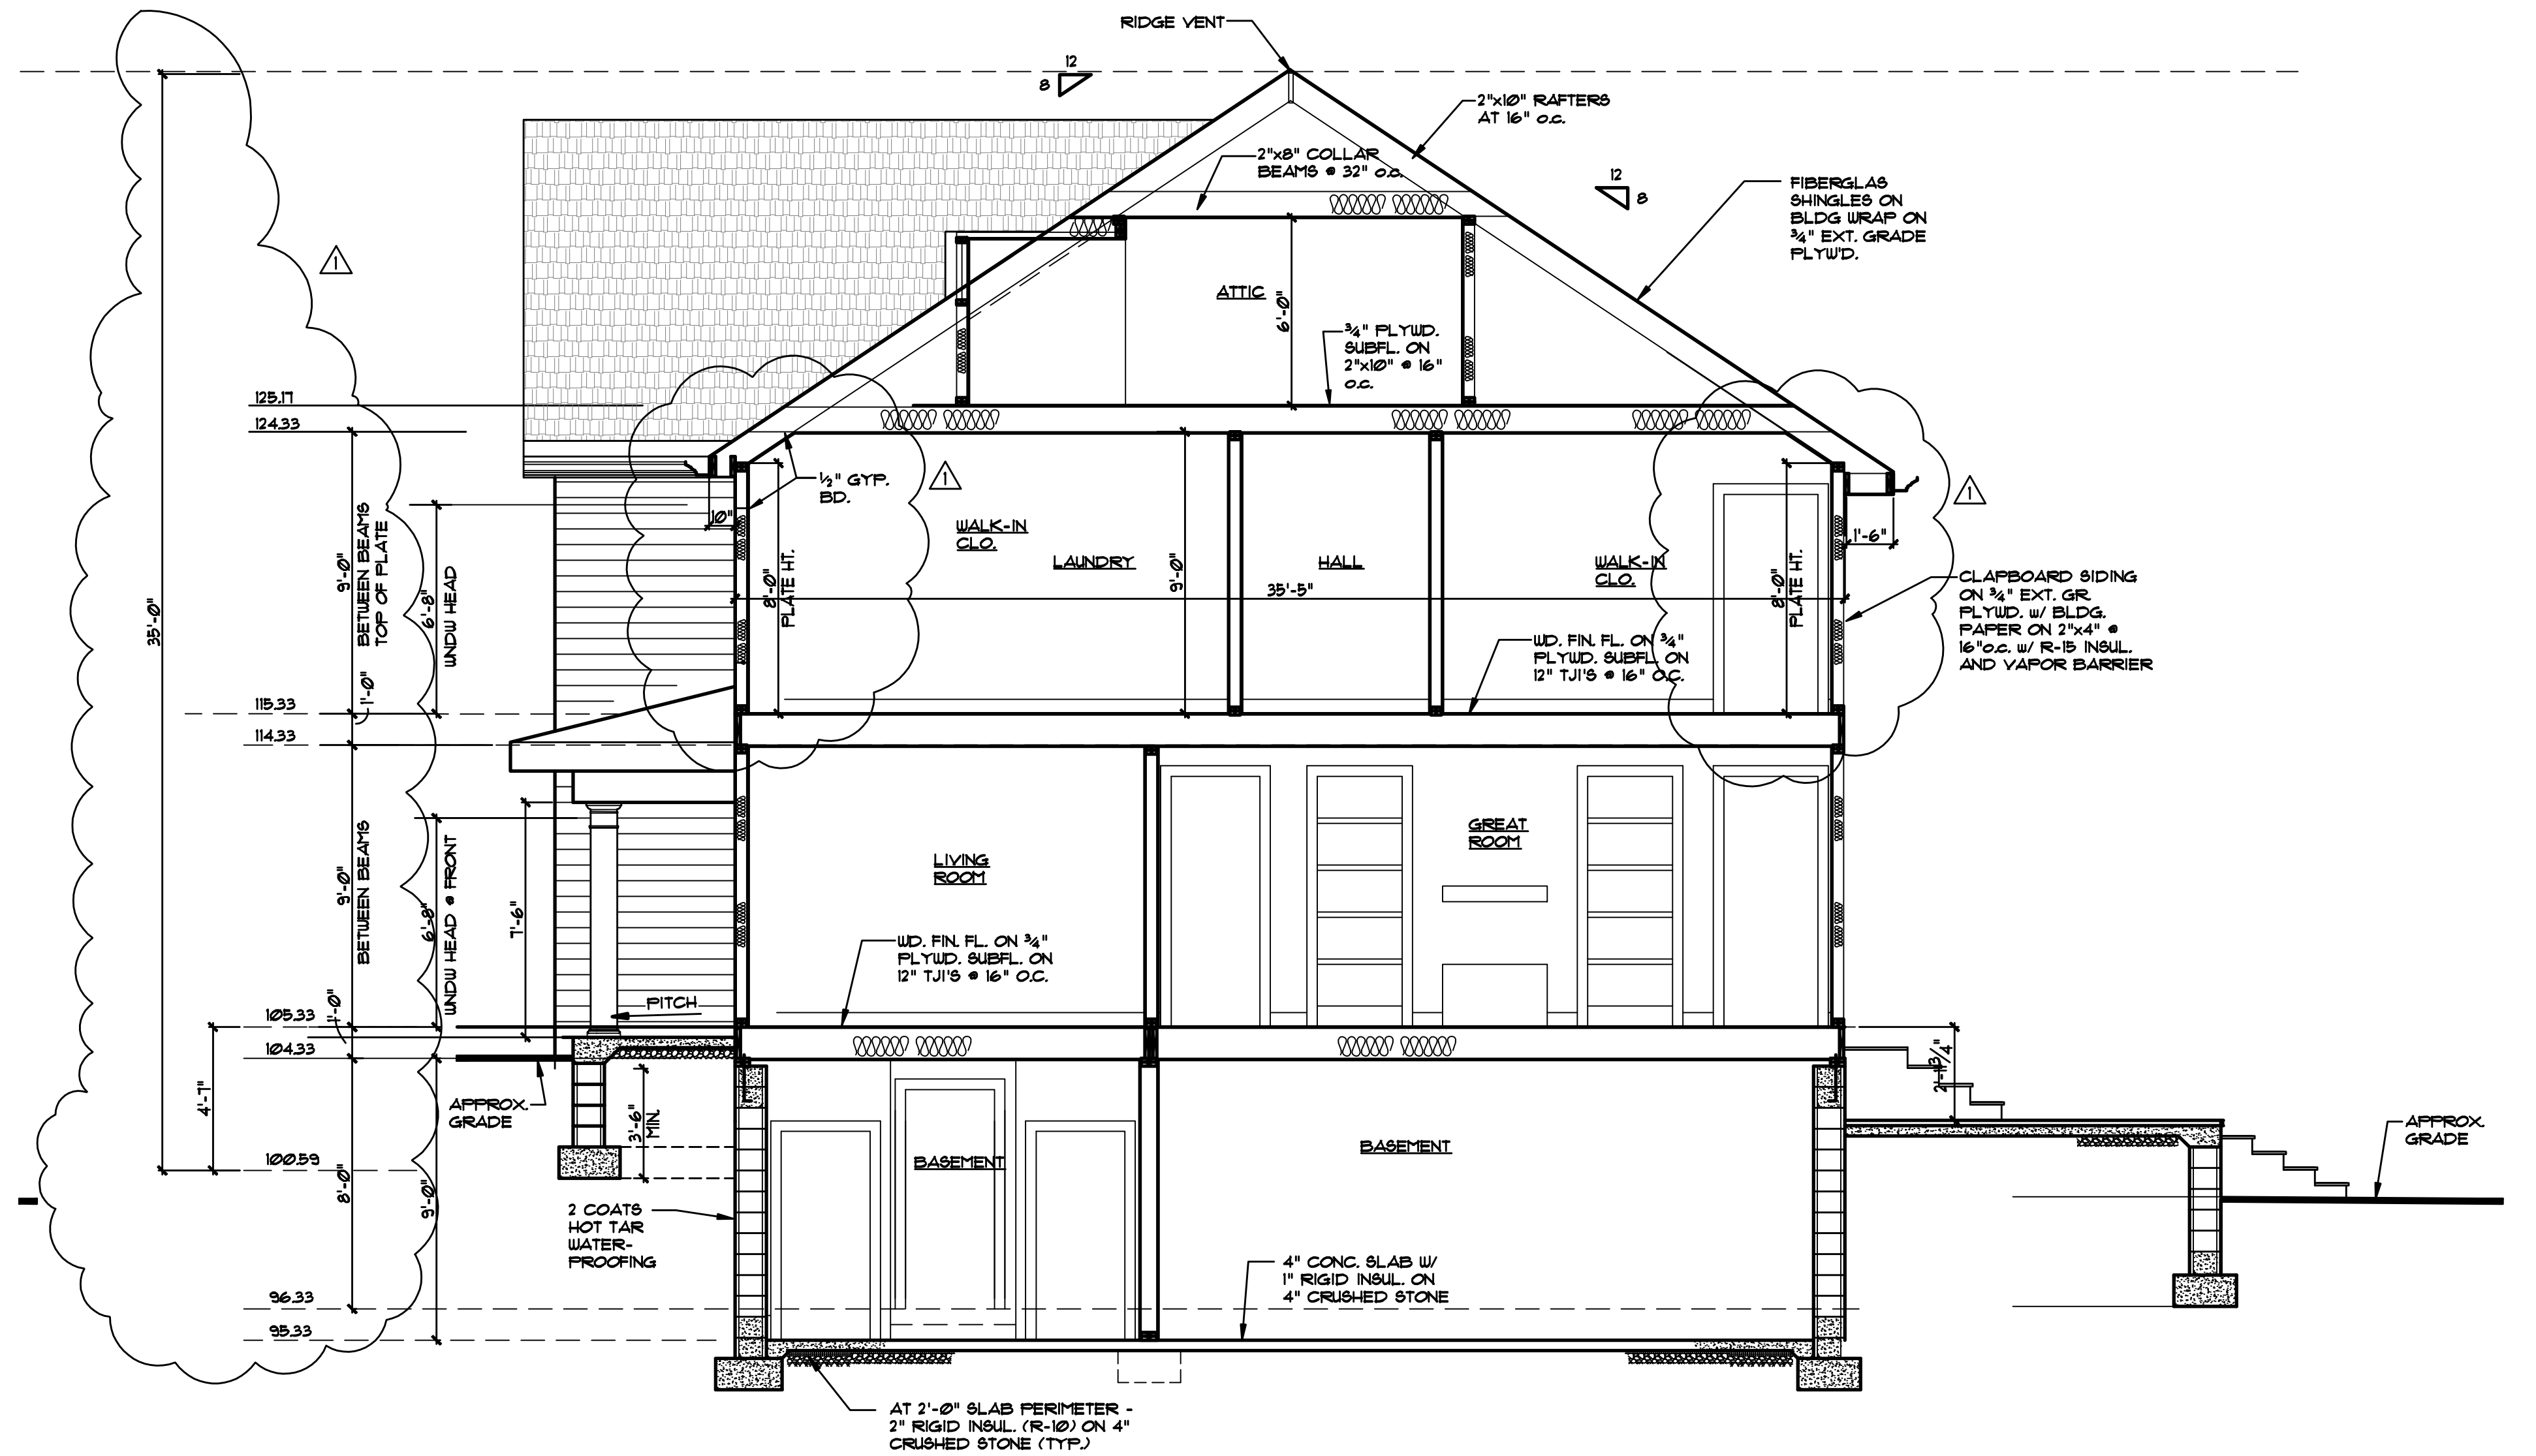 RIDGE VENT
12
8
2"x10" RAFTERS
AT 16" o.c.
2"x8" COLLAR
BEAMS @ 32" o.c.
12
8
FIBERGLAS
SHINGLES ON
BLDG WRAP ON
3/4" EXT. GRADE
PLYW'D.
1
ATTIC
6'-0"
3/4" PLYWD.
SUBFL. ON
2"x10" @ 16"
o.c.
125.17
124.33
1/2" GYP.
BD.
1
1
10"
1'-6"
WALK-IN
CLO.
LAUNDRY
9'-0"
HALL
WALK-IN
CLO.
8'-0"
PLATE HT.
8'-0"
PLATE HT.
35'-5"
35'-0"
9'-0"
BETWEEN BEAMS
TOP OF PLATE
6'-8"
WNDW HEAD
CLAPBOARD SIDING
ON 3/4" EXT. GR.
PLYWD. w/ BLDG.
PAPER ON 2"x4" @
16"o.c. w/ R-15 INSUL.
AND VAPOR BARRIER
WD. FIN. FL. ON 3/4"
PLYWD. SUBFL. ON
12" TJI'S @ 16" O.C.
1'-0"
115.33
114.33
9'-0"
BETWEEN BEAMS
6'-8"
WNDW HEAD @ FRONT
7'-6"
LIVING
ROOM
GREAT
ROOM
WD. FIN. FL. ON 3/4"
PLYWD. SUBFL. ON
12" TJI'S @ 16" O.C.
PITCH
1'-0"
105.33
104.33
4'-7"
2'-11 3/4"
APPROX.
GRADE
3'-6"
MIN.
100.59
8'-0"
9'-0"
BASEMENT
BASEMENT
APPROX.
GRADE
2 COATS
HOT TAR
WATER-
PROOFING
4" CONC. SLAB W/
1" RIGID INSUL. ON
4" CRUSHED STONE
96.33
95.33
AT 2'-0" SLAB PERIMETER -
2" RIGID INSUL. (R-10) ON 4"
CRUSHED STONE (TYP.)